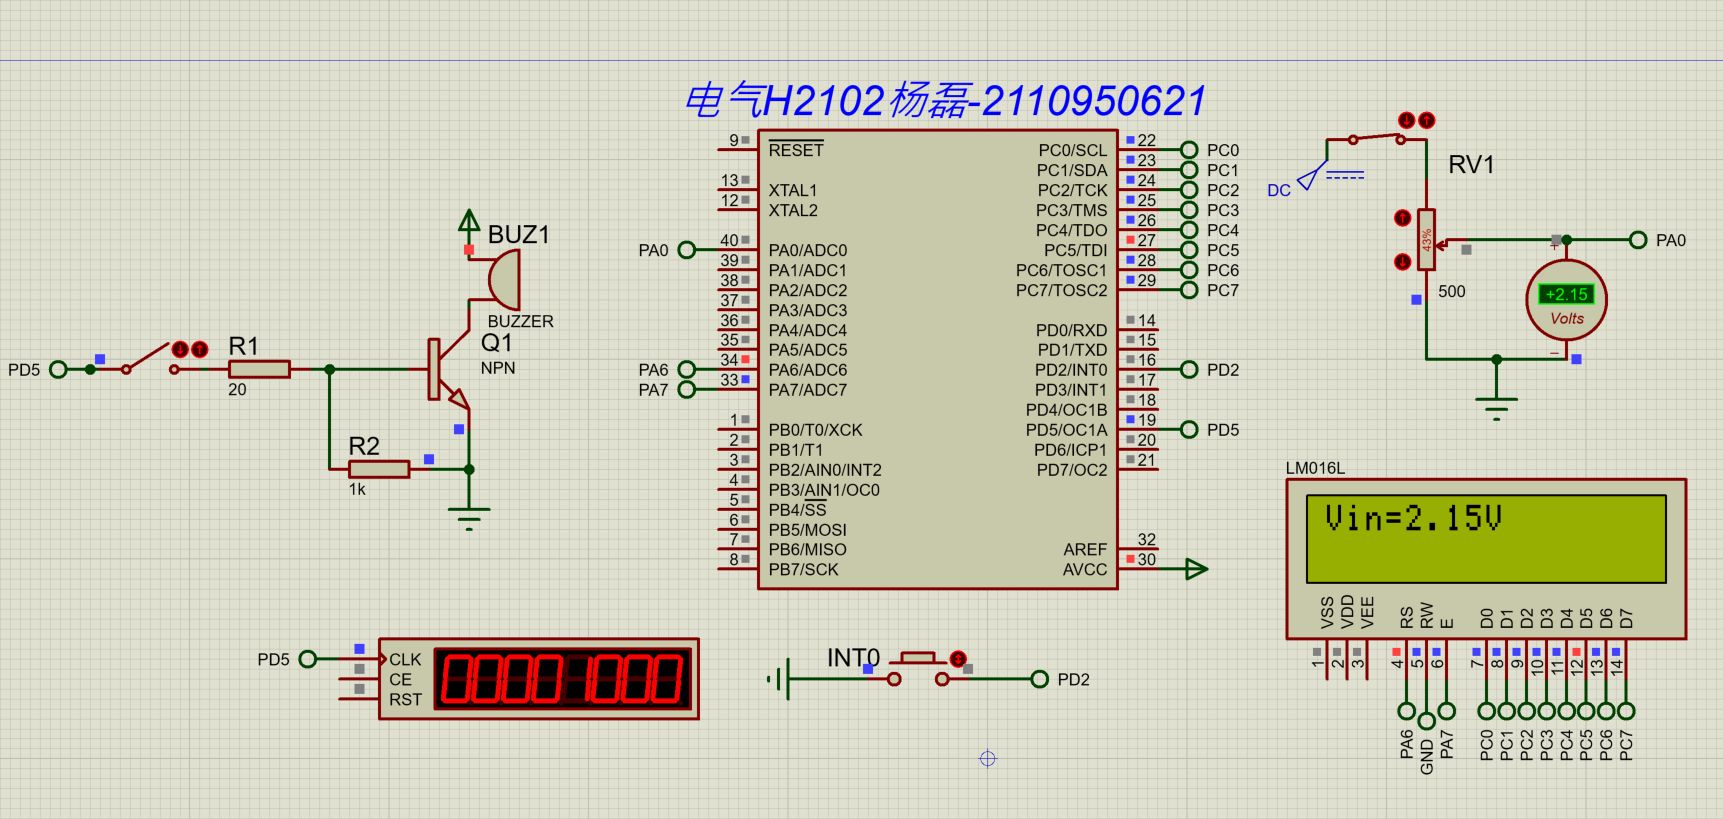 电气H2102杨磊-2110950621
9
RESET
13
XTAL1
12
XTAL2
PA0
40
PA0/ADC0
39
PA1/ADC1
38
PA2/ADC2
37
PA3/ADC3
36
PA4/ADC4
35
PA5/ADC5
PA6
34
PA6/ADC6
PA7
33
PA7/ADC7
1
PB0/T0/XCK
2
PB1/T1
3
PB2/AIN0/INT2
4
PB3/AIN1/OC0
5
PB4/SS
6
PB5/MOSI
7
PB6/MISO
8
PB7/SCK
PC0/SCL
22
PC0
PC1/SDA
23
PC1
PC2/TCK
24
PC2
PC3/TMS
25
PC3
PC4/TDO
26
PC4
PC5/TDI
27
PC5
PC6/TOSC1
28
PC6
PC7/TOSC2
29
PC7
PD0/RXD
14
PD1/TXD
15
PD2/INT0
16
PD2
PD3/INT1
17
PD4/OC1B
18
PD5/OC1A
19
PD5
PD6/ICP1
20
PD7/OC2
21
AREF
32
AVCC
30
BUZ1
BUZZER
Q1
NPN
PD5
R1
20
R2
1k
DC
RV1
43%
500
PA0
+2.15
Volts
LM016L
Vin=2.15V
VSS
VDD
VEE
RS
RW
E
D0
D1
D2
D3
D4
D5
D6
D7
1
2
3
4
5
6
7
8
9
10
11
12
13
14
PA6
GND
PA7
PC0
PC1
PC2
PC3
PC4
PC5
PC6
PC7
PD5
CLK
CE
RST
0000 1000
INT0
PD2